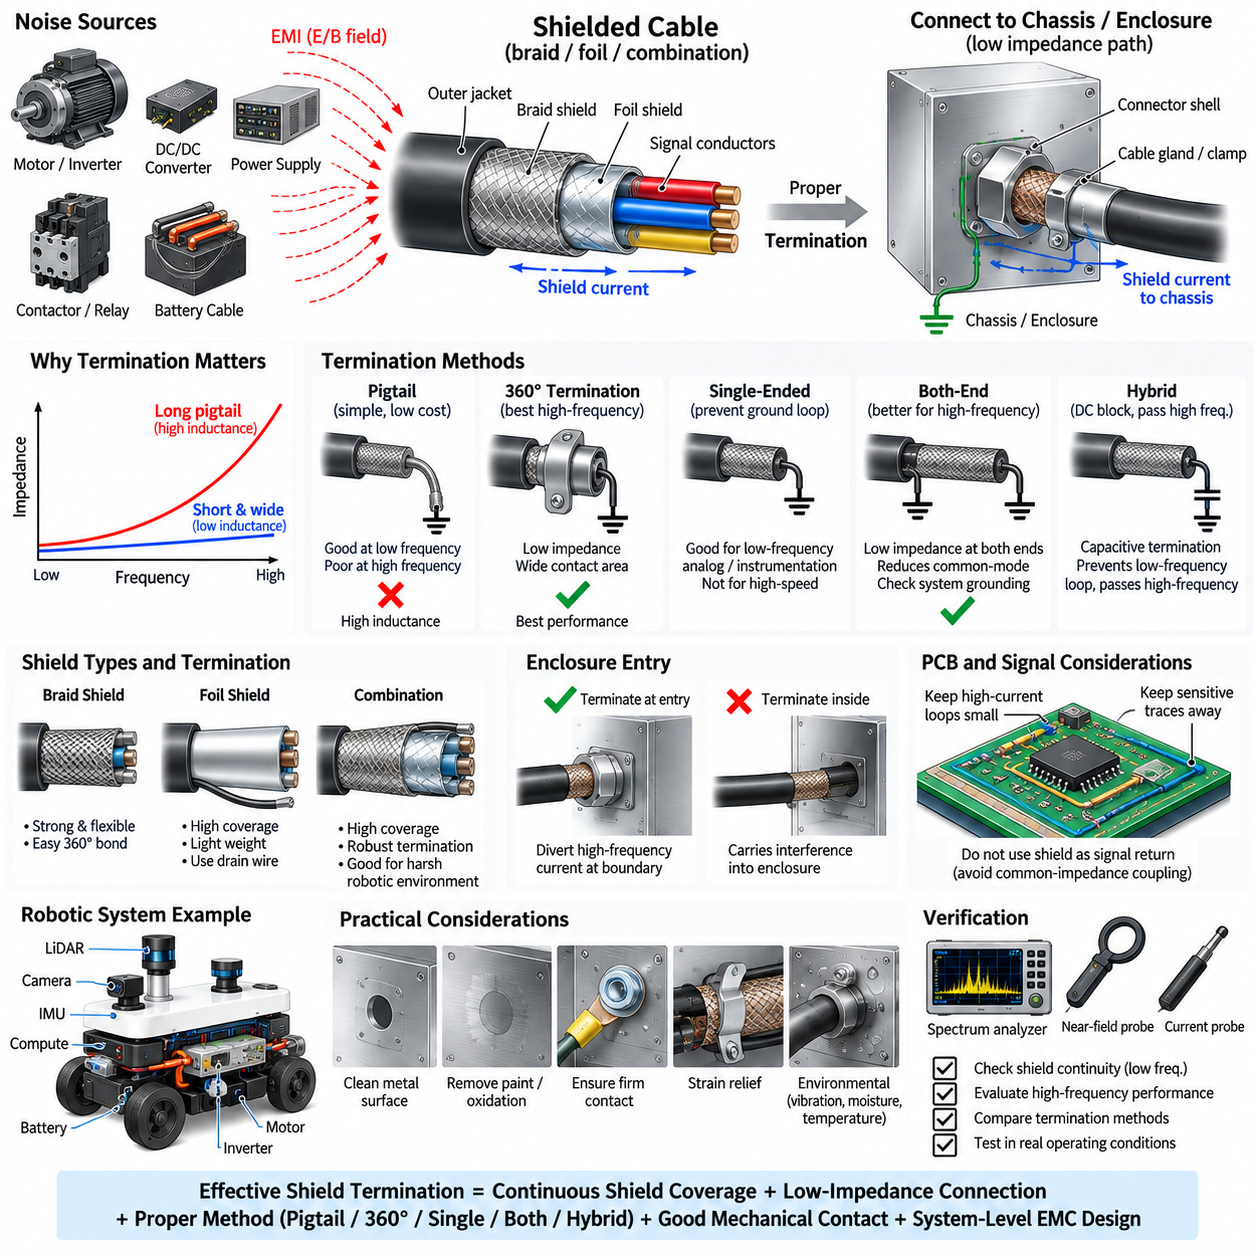 Noise Sources
EMI (E/B field)
Motor / Inverter
DC/DC
Converter
Power Supply
Contactor / Relay
Battery Cable
Shielded Cable
(braid / foil / combination)
Outer jacket
Braid shield
Foil shield
Signal conductors
Shield current
Proper
Termination
Connect to Chassis / Enclosure
(low impedance path)
Connector shell
Cable gland / clamp
Shield current
to chassis
Chassis / Enclosure
Why Termination Matters
Impedance
Long pigtail
(high inductance)
Short & wide
(low inductance)
Low
Frequency
High
Termination Methods
Pigtail
(simple, low cost)
Good at low frequency
Poor at high frequency
High inductance
360° Termination
(best high-frequency)
Low impedance
Wide contact area
Best performance
Single-Ended
(prevent ground loop)
Good for low-frequency
analog / instrumentation
Not for high-speed
Both-End
(better for high-frequency)
Low impedance at both ends
Reduces common-mode
Check system grounding
Hybrid
(DC block, pass high freq.)
Capacitive termination
Prevents low-frequency
loop, passes high-frequency
Shield Types and Termination
Braid Shield
• Strong & flexible
• Easy 360° bond
Foil Shield
• High coverage
• Light weight
• Use drain wire
Combination
• High coverage
• Robust termination
• Good for harsh
robotic environment
Enclosure Entry
Terminate at entry
Divert high-frequency
current at boundary
Terminate inside
Carries interference
into enclosure
PCB and Signal Considerations
Keep high-current
loops small
Keep sensitive
traces away
Do not use shield as signal return
(avoid common-impedance coupling)
Robotic System Example
LiDAR
Camera
IMU
Compute
Battery
Motor
Inverter
Practical Considerations
Clean metal
surface
Remove paint /
oxidation
Ensure firm
contact
Strain relief
Environmental
(vibration, moisture,
temperature)
Verification
Spectrum analyzer
Near-field probe
Current probe
Check shield continuity (low freq.)
Evaluate high-frequency performance
Compare termination methods
Test in real operating conditions
Effective Shield Termination = Continuous Shield Coverage + Low-Impedance Connection
+ Proper Method (Pigtail / 360° / Single / Both / Hybrid) + Good Mechanical Contact + System-Level EMC Design